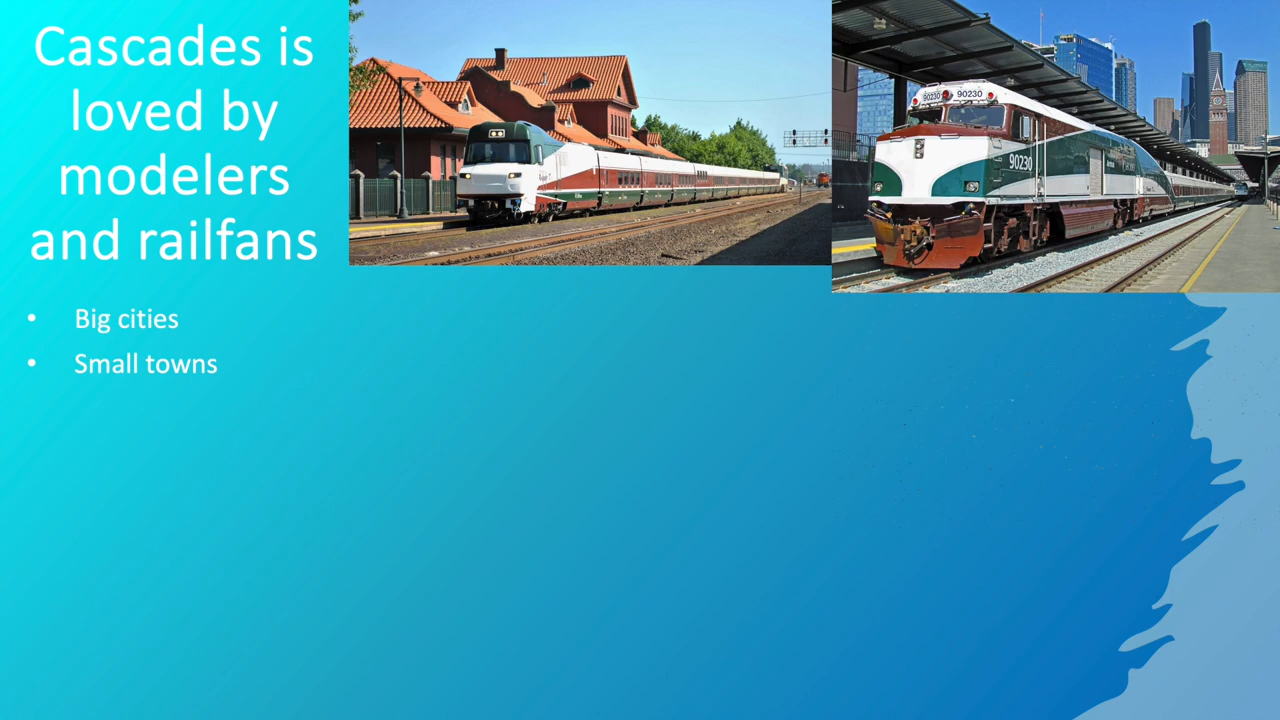 Cascades is
loved by
modelers
and railfans
• Big cities
• Small towns
90230
90230
90230